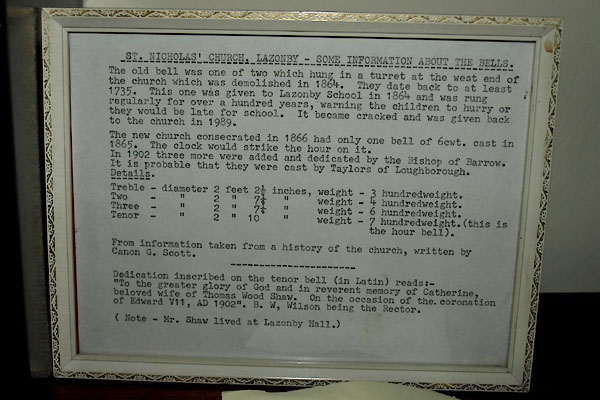 ST. NICHOLAS' CHURCH, LAZONBY - SOME INFORMATION ABOUT THE BELLS.
The old bell was one of two which hung in a turret at the west end of
the church which was demolished in 1864. They date back to at least
1735. This one was given to Lazonby School in 1864 and was rung
regularly for over a hundred years, warning the children to hurry or
they would be late for school. It became cracked and was given back
to the church in 1989.
The new church consecrated in 1866 had only one bell of 6cwt. cast in
1865. The clock would strike the hour on it.
In 1902 three more were added and dedicated by the Bishop of Barrow.
It is probable that they were cast by Taylors of Loughborough.
Details.
Treble - diameter 2 feet 2½ inches, weight - 3 hundredweight.
Two - " 2 " " weight - 4 hundredweight.
Three - " 2 " " weight - 6 hundredweight.
Tenor - " 2 " 10 " weight - 7 hundredweight.(this is
the hour bell).
From information taken from a history of the church, written by
Canon G. Scott.
-----------------------
Dedication inscribed on the tenor bell (in Latin) reads:-
"To the greater glory of God and in reverent memory of Catherine,
beloved wife of Thomas Wood Shaw. On the occasion of the coronation
of Edward V11, AD 1902". B. W, Wilson being the Rector.
( Note - Mr. Shaw lived at Lazonby Hall.)